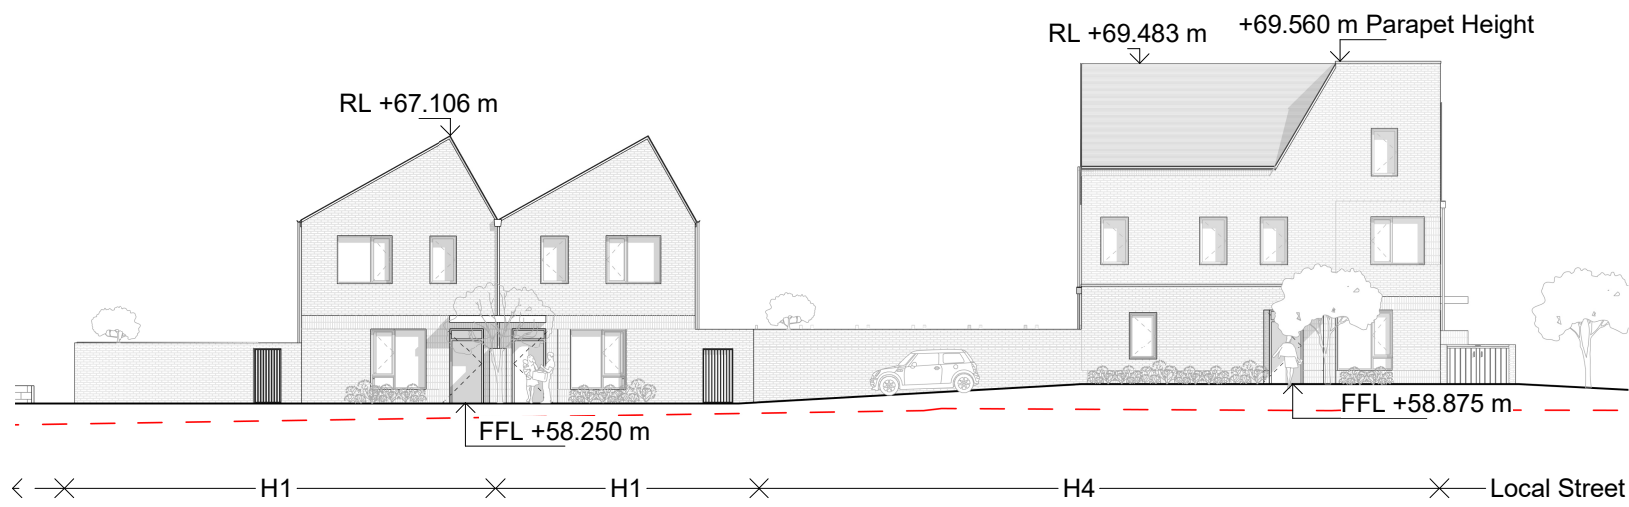 +69.560 m Parapet Height
RL +69.483 m
RL +67.106 m
FFL +58.875 m
FFL +58.250 m
H1
H1
H4
Local Street